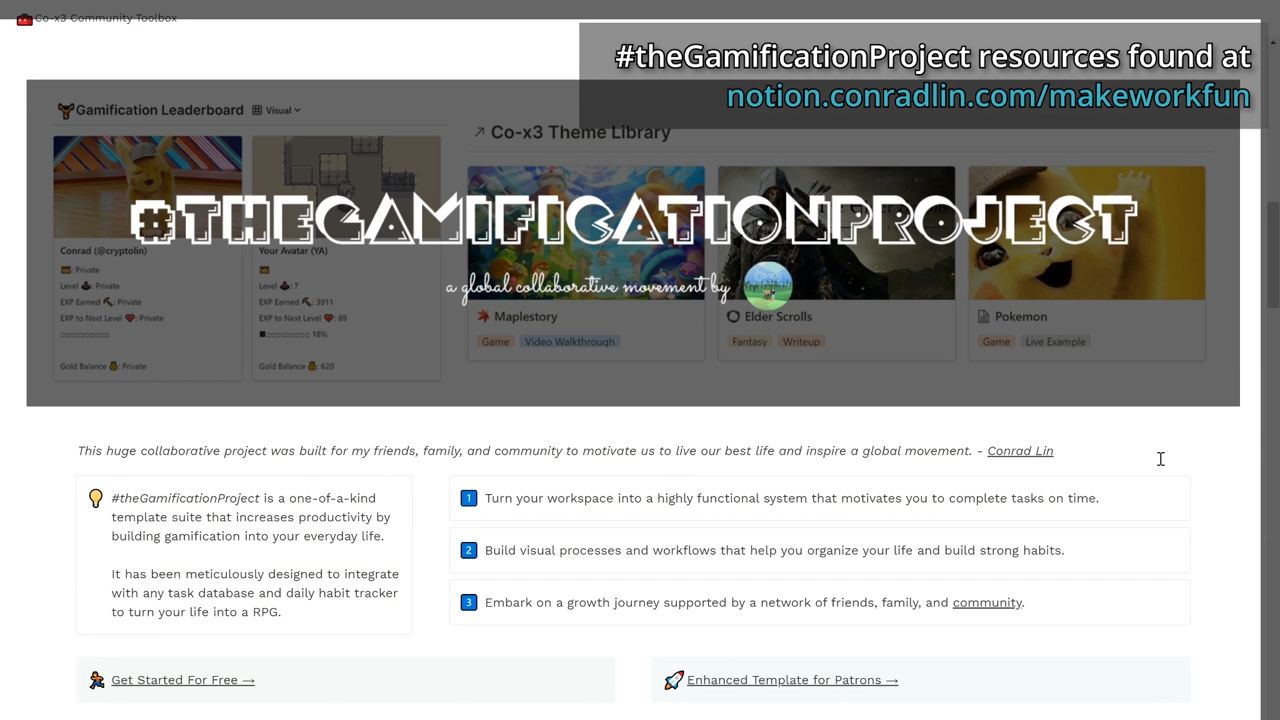 Co-x3 Community Toolbox
#theGamificationProject resources found at
notion.conradlin.com/makeworkfun
Gamification Leaderboard Visual
Co-x3 Theme Library
#THEGAMIFICATIONPROJECT
a global collaborative movement by
Conrad (@cryptolin)
: Private
Level : Private
EXP Earned : Private
EXP to Next Level : Private
Gold Balance : Private
Your Avatar (YA)
Level : 7
EXP Earned : 3911
EXP to Next Level : 89
18%
Gold Balance : 620
Maplestory
Game Video Walkthrough
Elder Scrolls
Fantasy Writeup
Pokemon
Game Live Example
This huge collaborative project was built for my friends, family, and community to motivate us to live our best life and inspire a global movement. - Conrad Lin
#theGamificationProject is a one-of-a-kind
template suite that increases productivity by
building gamification into your everyday life.
It has been meticulously designed to integrate
with any task database and daily habit tracker
to turn your life into a RPG.
1 Turn your workspace into a highly functional system that motivates you to complete tasks on time.
2 Build visual processes and workflows that help you organize your life and build strong habits.
3 Embark on a growth journey supported by a network of friends, family, and community.
Get Started For Free →
Enhanced Template for Patrons →